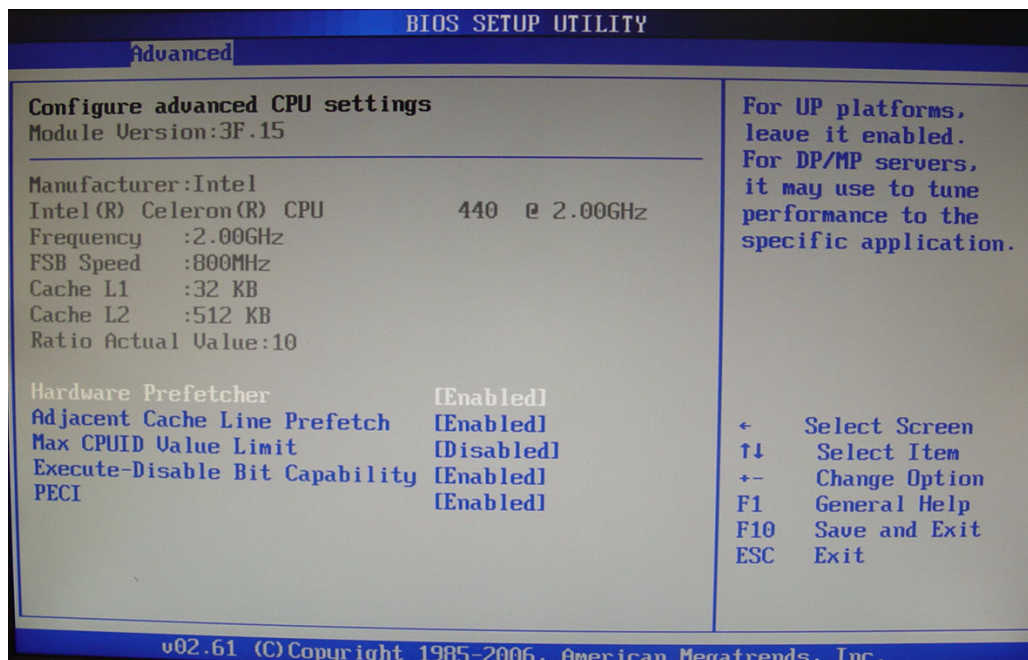 BIOS SETUP UTILITY
Advanced
Configure advanced CPU settings
Module Version:3F.15
Manufacturer:Intel
Intel(R) Celeron(R) CPU 440 @ 2.00GHz
Frequency :2.00GHz
FSB Speed :800MHz
Cache L1 :32 KB
Cache L2 :512 KB
Ratio Actual Value:10
Hardware Prefetcher [Enabled]
Adjacent Cache Line Prefetch [Enabled]
Max CPUID Value Limit [Disabled]
Execute-Disable Bit Capability [Enabled]
PECI [Enabled]
For UP platforms,
leave it enabled.
For DP/MP servers,
it may use to tune
performance to the
specific application.
← Select Screen
↑↓ Select Item
+- Change Option
F1 General Help
F10 Save and Exit
ESC Exit
v02.61 (C)Copyright 1985-2006, American Megatrends, Inc.